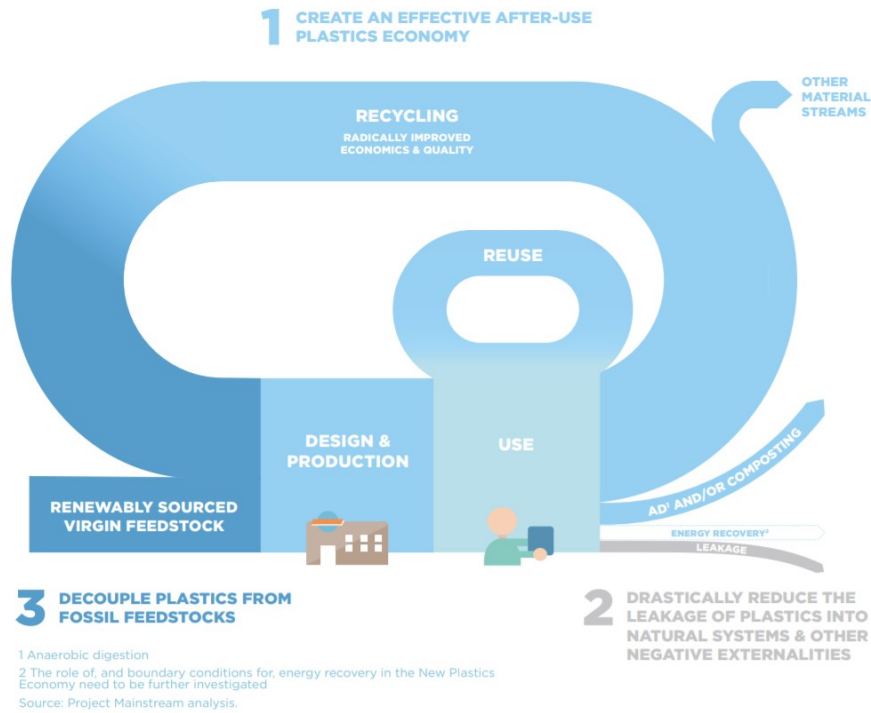 1 CREATE AN EFFECTIVE AFTER-USE
PLASTICS ECONOMY
OTHER
MATERIAL
STREAMS
RECYCLING
RADICALLY IMPROVED
ECONOMICS & QUALITY
REUSE
DESIGN &
PRODUCTION
USE
RENEWABLY SOURCED
VIRGIN FEEDSTOCK
AD¹ AND/OR COMPOSTING
ENERGY RECOVERY²
LEAKAGE
3 DECOUPLE PLASTICS FROM
FOSSIL FEEDSTOCKS
2 DRASTICALLY REDUCE THE
LEAKAGE OF PLASTICS INTO
NATURAL SYSTEMS & OTHER
NEGATIVE EXTERNALITIES
1 Anaerobic digestion
2 The role of, and boundary conditions for, energy recovery in the New Plastics
Economy need to be further investigated
Source: Project Mainstream analysis.